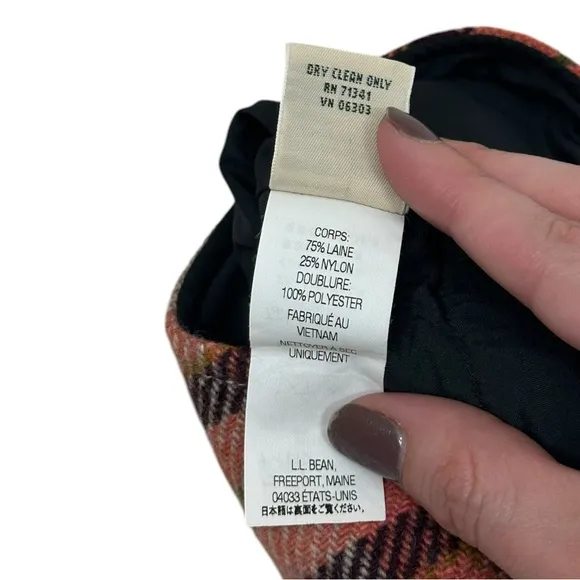 DRY CLEAN ONLY
RN 71341
VN 06303
CORPS:
75% LAINE
25% NYLON
DOUBLURE:
100% POLYESTER
FABRIQUÉ AU
VIETNAM
NETTOYER À SEC
UNIQUEMENT
L.L. BEAN,
FREEPORT, MAINE
04033 ÉTATS-UNIS
日本語は裏面をご覧ください。